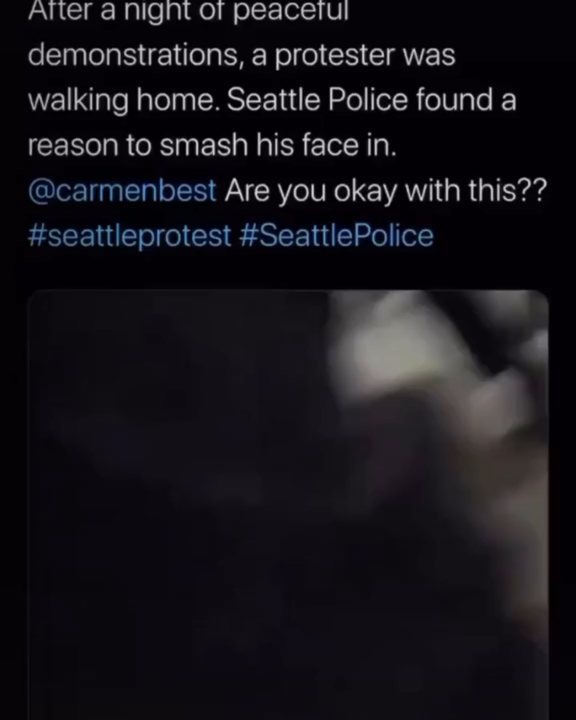 After a night of peaceful
demonstrations, a protester was
walking home. Seattle Police found a
reason to smash his face in.
@carmenbest Are you okay with this??
#seattleprotest #SeattlePolice